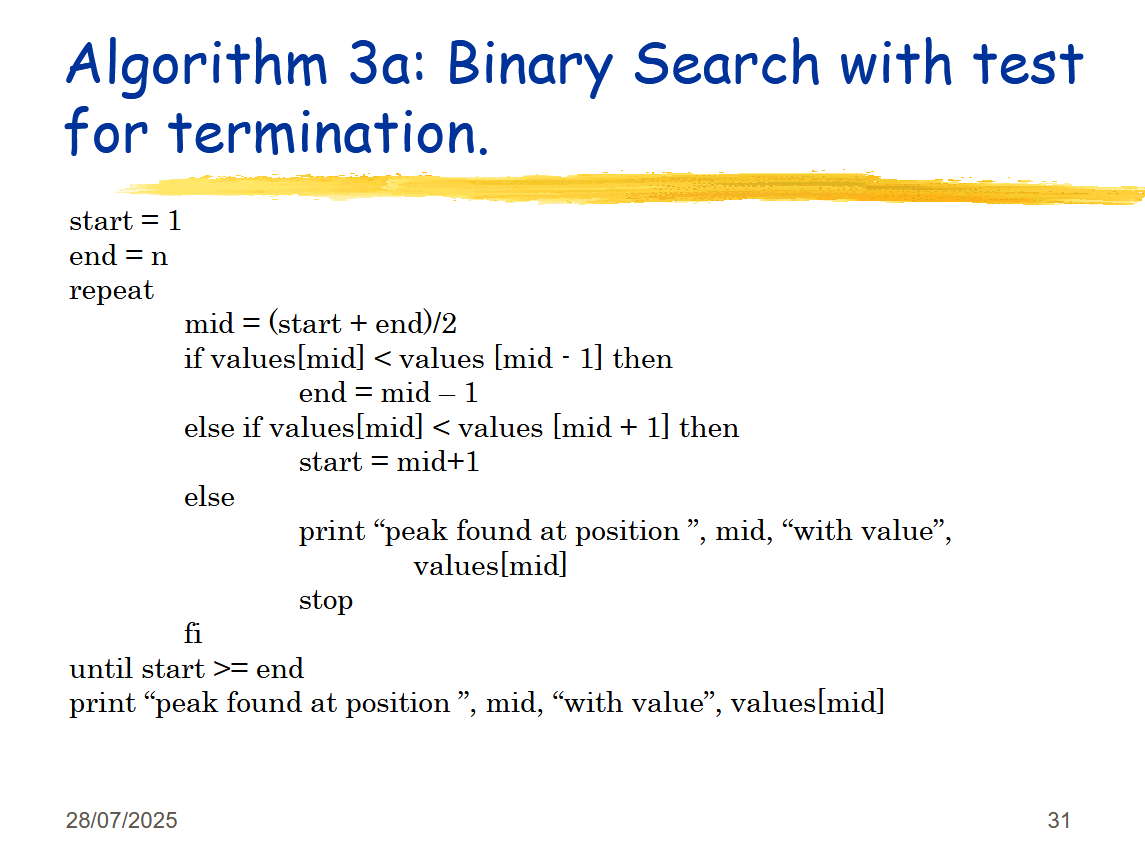 Algorithm 3a: Binary Search with test
for termination.
start = 1
end = n
repeat
mid = (start + end)/2
if values[mid] < values [mid - 1] then
end = mid – 1
else if values[mid] < values [mid + 1] then
start = mid+1
else
print “peak found at position ”, mid, “with value”,
values[mid]
stop
fi
until start >= end
print “peak found at position ”, mid, “with value”, values[mid]
28/07/2025
31